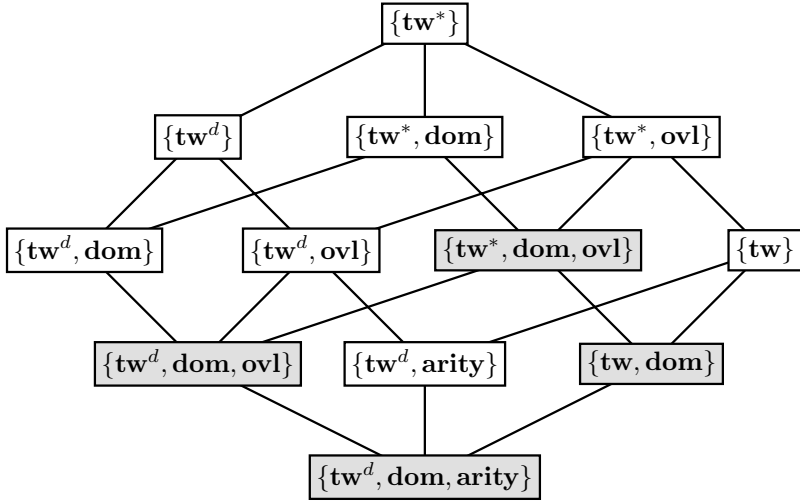 {tw*}
{tw^d} {tw*, dom} {tw*, ovl}
{tw^d, dom} {tw^d, ovl} {tw*, dom, ovl} {tw}
{tw^d, dom, ovl} {tw^d, arity} {tw, dom}
{tw^d, dom, arity}